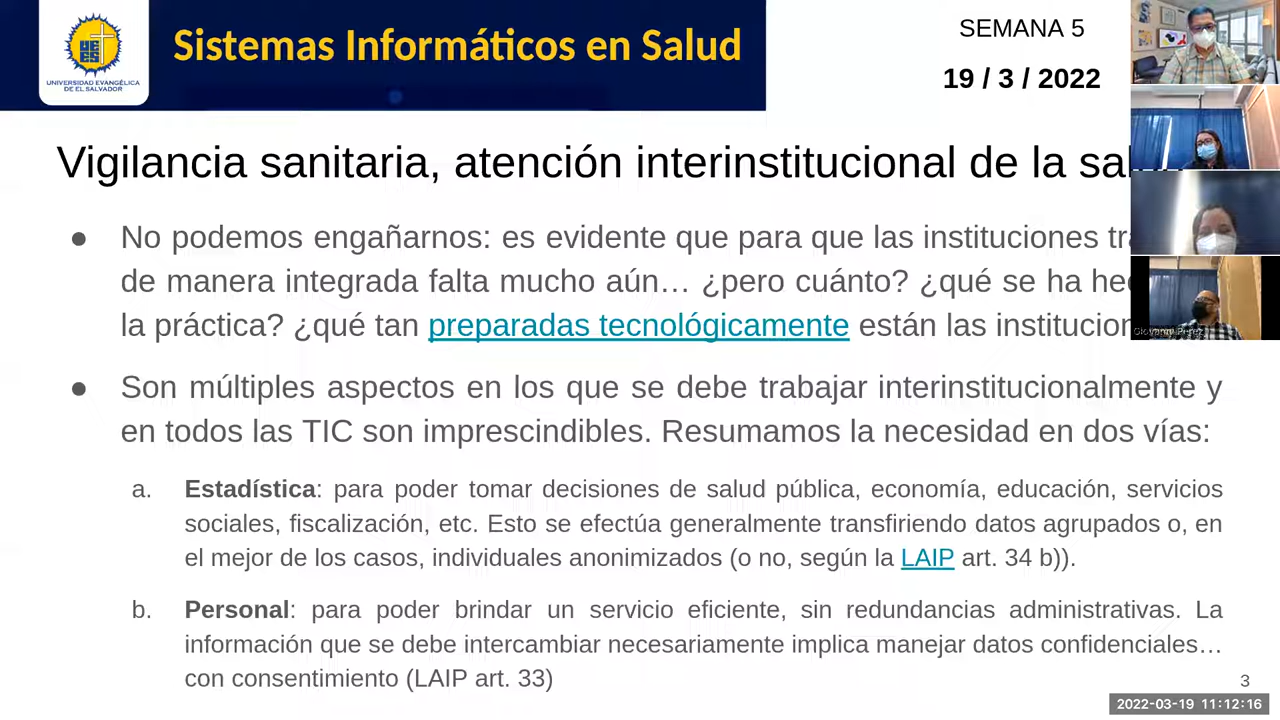 UNIVERSIDAD EVANGÉLICA
DE EL SALVADOR
Sistemas Informáticos en Salud
SEMANA 5
19 / 3 / 2022
Vigilancia sanitaria, atención interinstitucional de la
● No podemos engañarnos: es evidente que para que las instituciones
de manera integrada falta mucho aún… ¿pero cuánto? ¿qué se ha
la práctica? ¿qué tan preparadas tecnológicamente están las
● Son múltiples aspectos en los que se debe trabajar interinstitucionalmente y
en todos las TIC son imprescindibles. Resumamos la necesidad en dos vías:
a. Estadística: para poder tomar decisiones de salud pública, economía, educación, servicios
sociales, fiscalización, etc. Esto se efectúa generalmente transfiriendo datos agrupados o, en
el mejor de los casos, individuales anonimizados (o no, según la LAIP art. 34 b)).
b. Personal: para poder brindar un servicio eficiente, sin redundancias administrativas. La
información que se debe intercambiar necesariamente implica manejar datos confidenciales…
con consentimiento (LAIP art. 33)
Giovanni Perez
3
2022-03-19 11:12:16